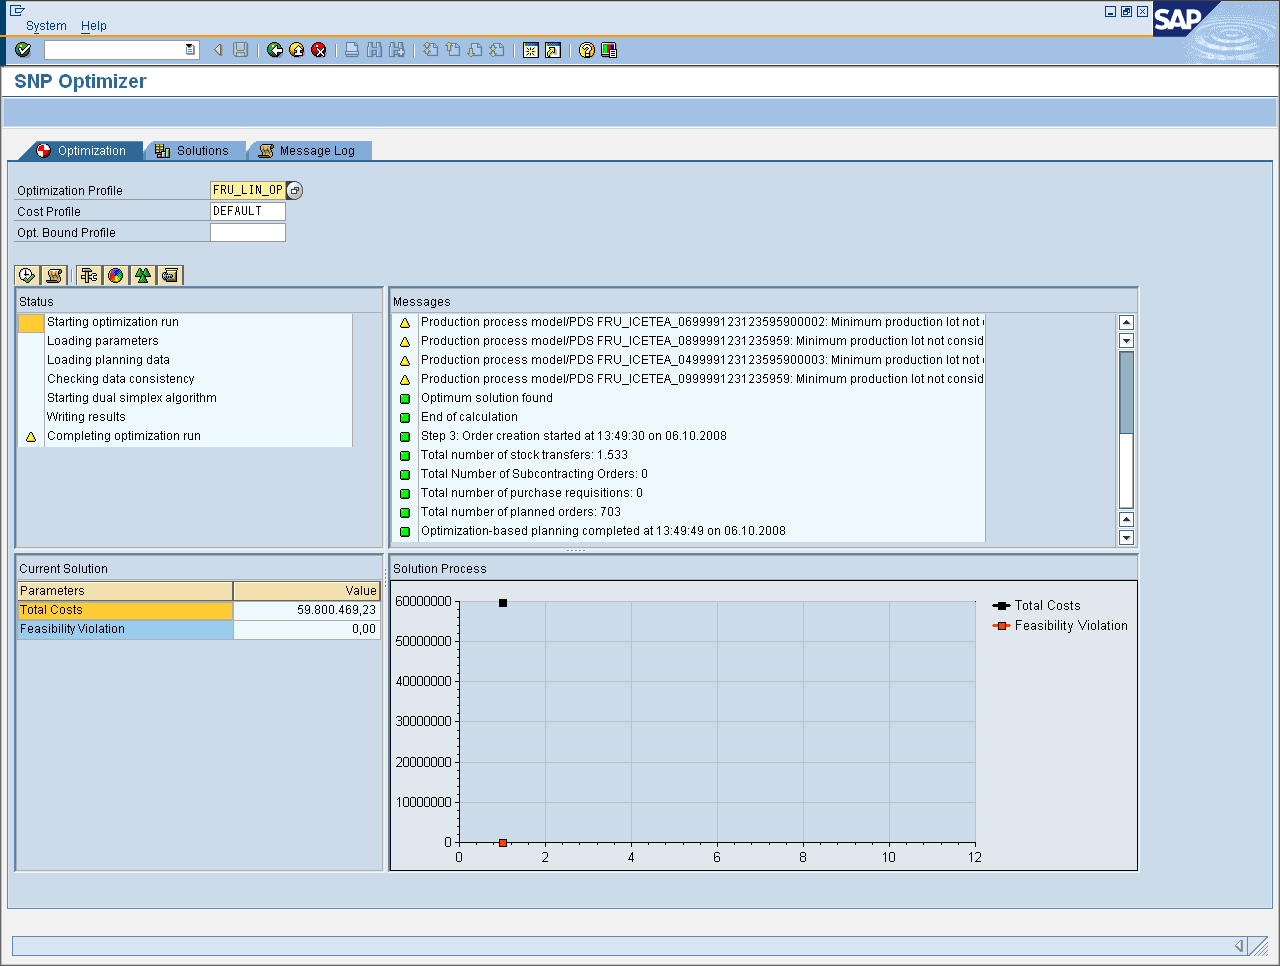 System Help
SAP
SNP Optimizer
Optimization Solutions Message Log
Optimization Profile FRU_LIN_OP
Cost Profile DEFAULT
Opt. Bound Profile
Status
Starting optimization run
Loading parameters
Loading planning data
Checking data consistency
Starting dual simplex algorithm
Writing results
Completing optimization run
Messages
Production process model/PDS FRU_ICETEA_069999123123595900002: Minimum production lot not
Production process model/PDS FRU_ICETEA_0899991231235959: Minimum production lot not consid
Production process model/PDS FRU_ICETEA_049999123123595900003: Minimum production lot not
Production process model/PDS FRU_ICETEA_0999991231235959: Minimum production lot not consid
Optimum solution found
End of calculation
Step 3: Order creation started at 13:49:30 on 06.10.2008
Total number of stock transfers: 1.533
Total Number of Subcontracting Orders: 0
Total number of purchase requisitions: 0
Total number of planned orders: 703
Optimization-based planning completed at 13:49:49 on 06.10.2008
Current Solution
Parameters Value
Total Costs 59.800.469,23
Feasibility Violation 0,00
Solution Process
60000000
50000000
40000000
30000000
20000000
10000000
0
0 2 4 6 8 10 12
Total Costs
Feasibility Violation